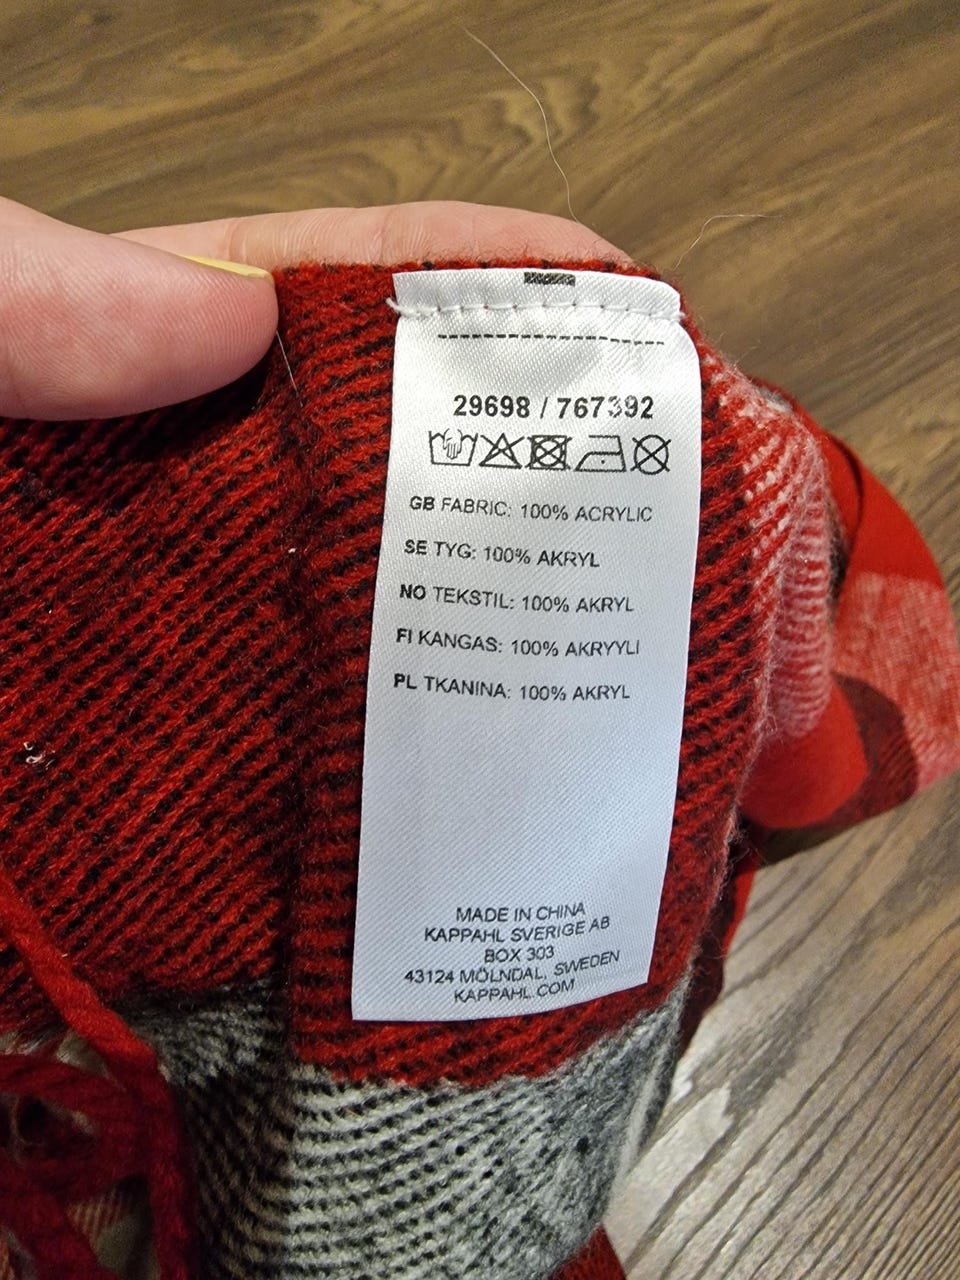 29698 / 767392
GB FABRIC: 100% ACRYLIC
SE TYG: 100% AKRYL
NO TEKSTIL: 100% AKRYL
FI KANGAS: 100% AKRYYLI
PL TKANINA: 100% AKRYL
MADE IN CHINA
KAPPAHL SVERIGE AB
BOX 303
43124 MÖLNDAL, SWEDEN
KAPPAHL.COM